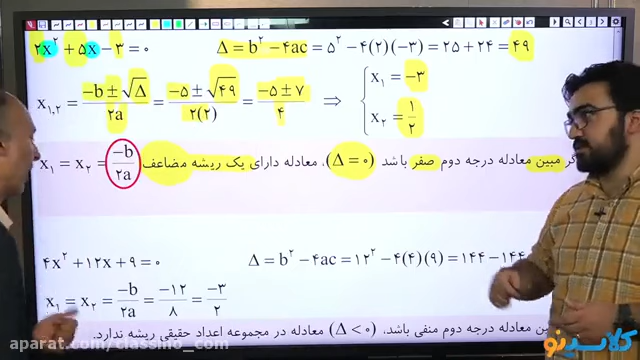 ۲x² + ۵x - ۳ = ۰    Δ = b² - ۴ac = ۵² - ۴(۲)(-۳) = ۲۵ + ۲۴ = ۴۹
x₁,₂ = (-b ± √Δ) / ۲a = (-۵ ± √۴۹) / ۲(۲) = (-۵ ± ۷) / ۴ ⇒ { x₁ = -۳
x₂ = ۱/۲
گر مبین معادله درجه دوم صفر باشد (Δ = ۰)، معادله دارای یک ریشه مضاعف x₁ = x₂ = -b/۲a
۴x² + ۱۲x + ۹ = ۰    Δ = b² - ۴ac = ۱۲² - ۴(۴)(۹) = ۱۴۴ - ۱۴۴
x₁ = x₂ = -b/۲a = -۱۲/۸ = -۳/۲
ین معادله درجه دوم منفی باشد، (Δ < ۰) معادله در مجموعه اعداد حقیقی ریشه ندارد.
aparat.com/classino_com
کلاسینو